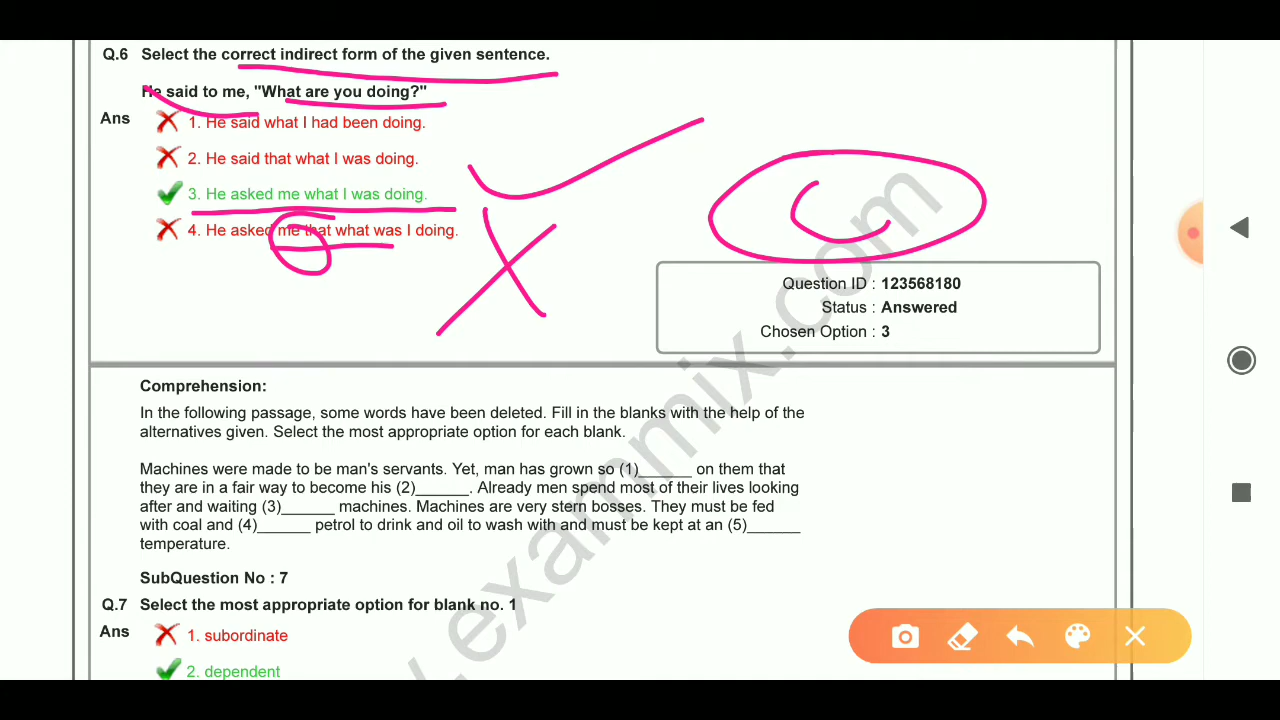 Q.6 Select the correct indirect form of the given sentence.
He said to me, "What are you doing?"
Ans 1. He said what I had been doing.
2. He said that what I was doing.
3. He asked me what I was doing.
4. He asked me that what was I doing.
Question ID : 123568180
Status : Answered
Chosen Option : 3
Comprehension:
In the following passage, some words have been deleted. Fill in the blanks with the help of the
alternatives given. Select the most appropriate option for each blank.
Machines were made to be man's servants. Yet, man has grown so (1)______ on them that
they are in a fair way to become his (2)______. Already men spend most of their lives looking
after and waiting (3)______ machines. Machines are very stern bosses. They must be fed
with coal and (4)______ petrol to drink and oil to wash with and must be kept at an (5)______
temperature.
SubQuestion No : 7
Q.7 Select the most appropriate option for blank no. 1
Ans 1. subordinate
2. dependent
.exammix.com